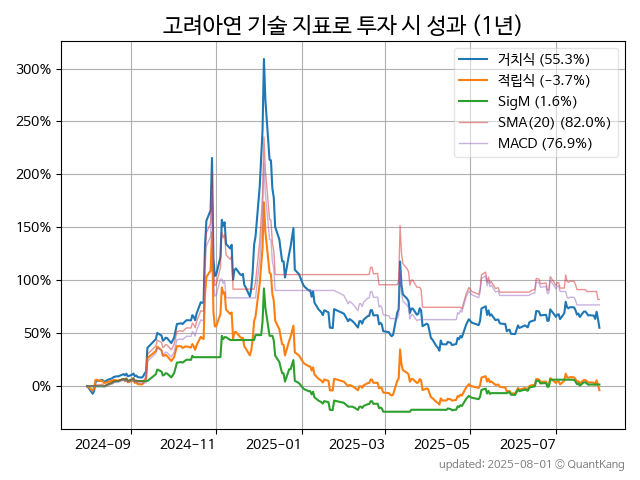 고려아연 기술 지표로 투자 시 성과 (1년)
거치식 (55.3%)
적립식 (-3.7%)
SigM (1.6%)
SMA(20) (82.0%)
MACD (76.9%)
300%
250%
200%
150%
100%
50%
0%
2024-09 2024-11 2025-01 2025-03 2025-05 2025-07
updated: 2025-08-01 © QuantKang